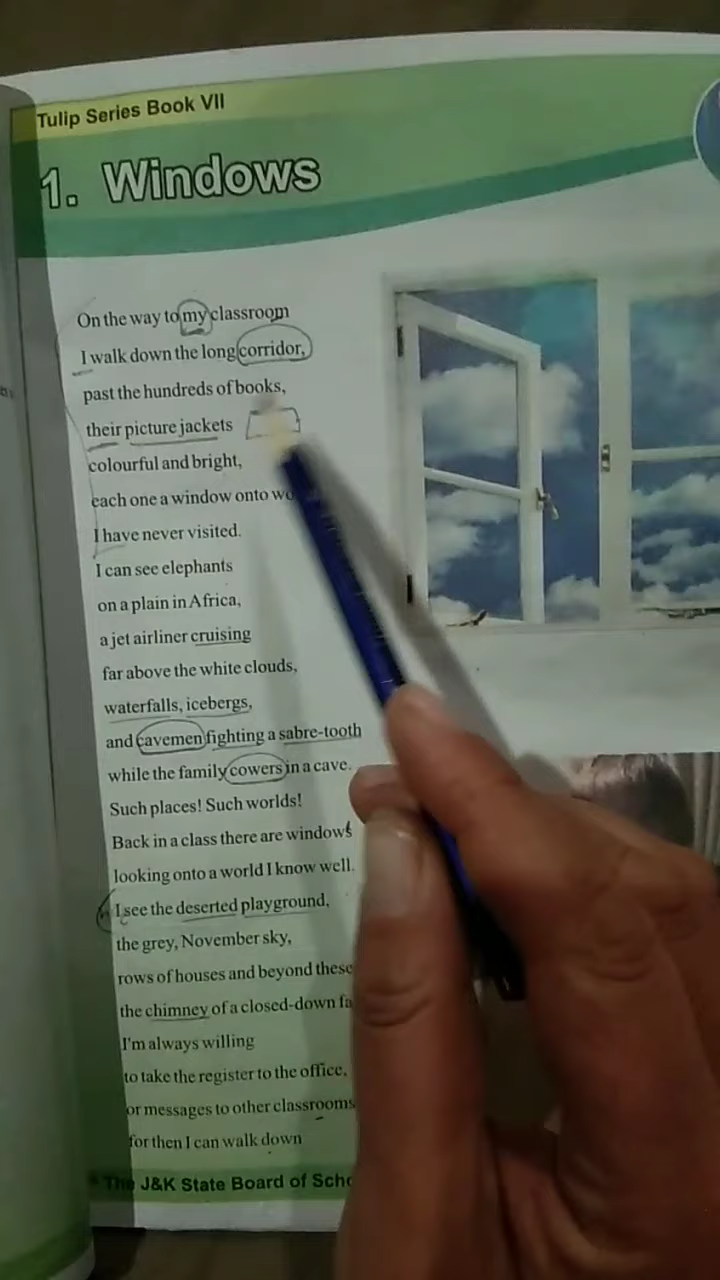 Tulip Series Book VII
1. Windows
On the way to my classroom
I walk down the long corridor,
past the hundreds of books,
their picture jackets
colourful and bright,
each one a window onto
I have never visited.
I can see elephants
on a plain in Africa,
a jet airliner cruising
far above the white clouds,
waterfalls, icebergs,
and cavemen fighting a sabre-tooth
while the family cowers in a cave.
Such places! Such worlds!
Back in a class there are windows
looking onto a world I know well.
I see the deserted playground,
the grey, November sky,
rows of houses and beyond these
the chimney of a closed-down
I'm always willing
to take the register to the office,
or messages to other classrooms
for then I can walk down
The J&K State Board of